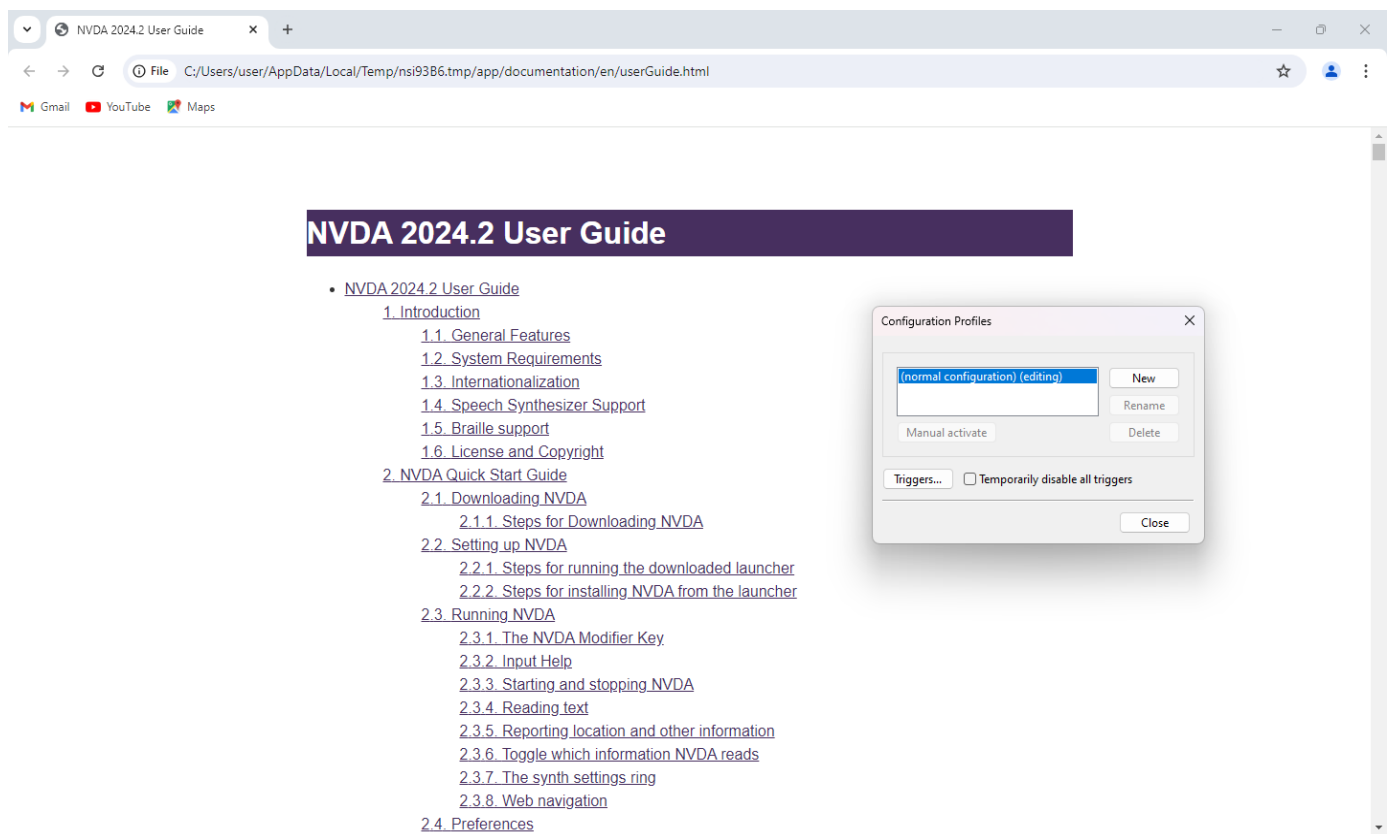 NVDA 2024.2 User Guide
File C:/Users/user/AppData/Local/Temp/nsi93B6.tmp/app/documentation/en/userGuide.html
Gmail YouTube Maps
NVDA 2024.2 User Guide
• NVDA 2024.2 User Guide
1. Introduction
1.1. General Features
1.2. System Requirements
1.3. Internationalization
1.4. Speech Synthesizer Support
1.5. Braille support
1.6. License and Copyright
2. NVDA Quick Start Guide
2.1. Downloading NVDA
2.1.1. Steps for Downloading NVDA
2.2. Setting up NVDA
2.2.1. Steps for running the downloaded launcher
2.2.2. Steps for installing NVDA from the launcher
2.3. Running NVDA
2.3.1. The NVDA Modifier Key
2.3.2. Input Help
2.3.3. Starting and stopping NVDA
2.3.4. Reading text
2.3.5. Reporting location and other information
2.3.6. Toggle which information NVDA reads
2.3.7. The synth settings ring
2.3.8. Web navigation
2.4. Preferences
Configuration Profiles
(normal configuration) (editing)
New
Rename
Manual activate
Delete
Triggers...
Temporarily disable all triggers
Close